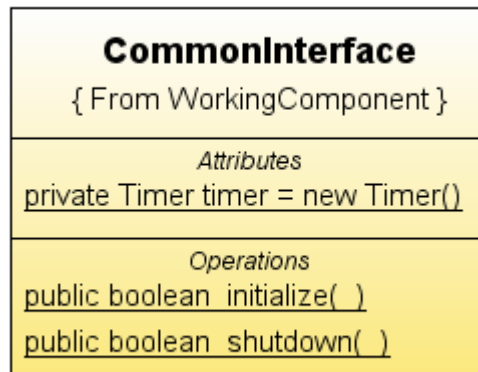 CommonInterface
{ From WorkingComponent }
Attributes
private Timer timer = new Timer()
Operations
public boolean  initialize(  )
public boolean  shutdown(  )